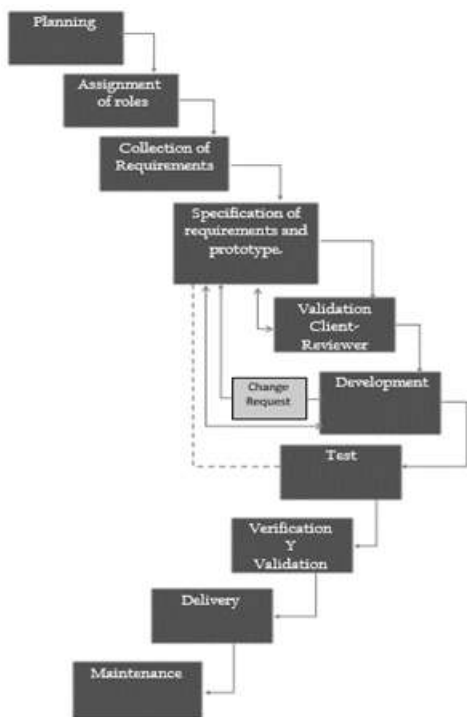 Planning
Assignment
of roles
Collection of
Requirements
Specification of
requirements and
prototype.
Validation
Client-
Reviewer
Change
Request
Development
Test
Verification
Y
Validation
Delivery
Maintenance